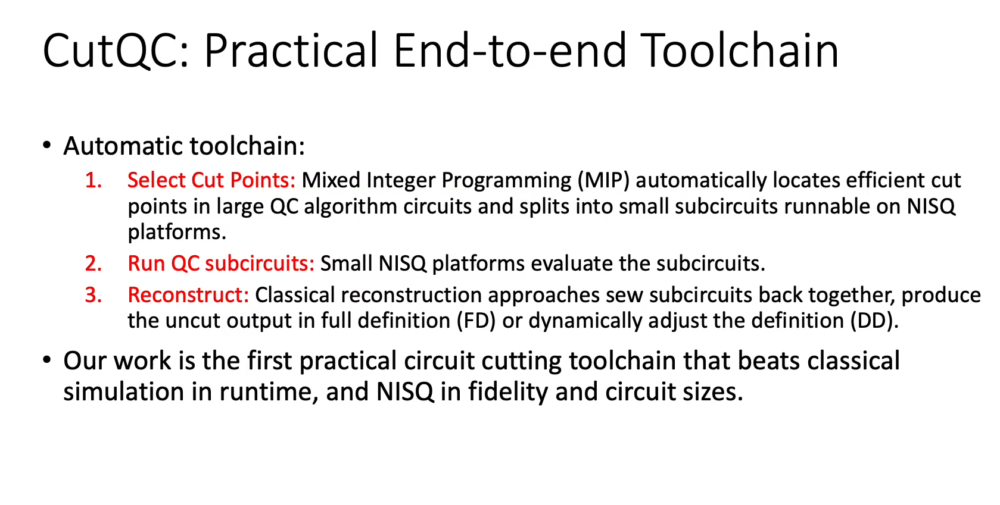 CutQC: Practical End-to-end Toolchain
• Automatic toolchain:
1. Select Cut Points: Mixed Integer Programming (MIP) automatically locates efficient cut
points in large QC algorithm circuits and splits into small subcircuits runnable on NISQ
platforms.
2. Run QC subcircuits: Small NISQ platforms evaluate the subcircuits.
3. Reconstruct: Classical reconstruction approaches sew subcircuits back together, produce
the uncut output in full definition (FD) or dynamically adjust the definition (DD).
• Our work is the first practical circuit cutting toolchain that beats classical
simulation in runtime, and NISQ in fidelity and circuit sizes.